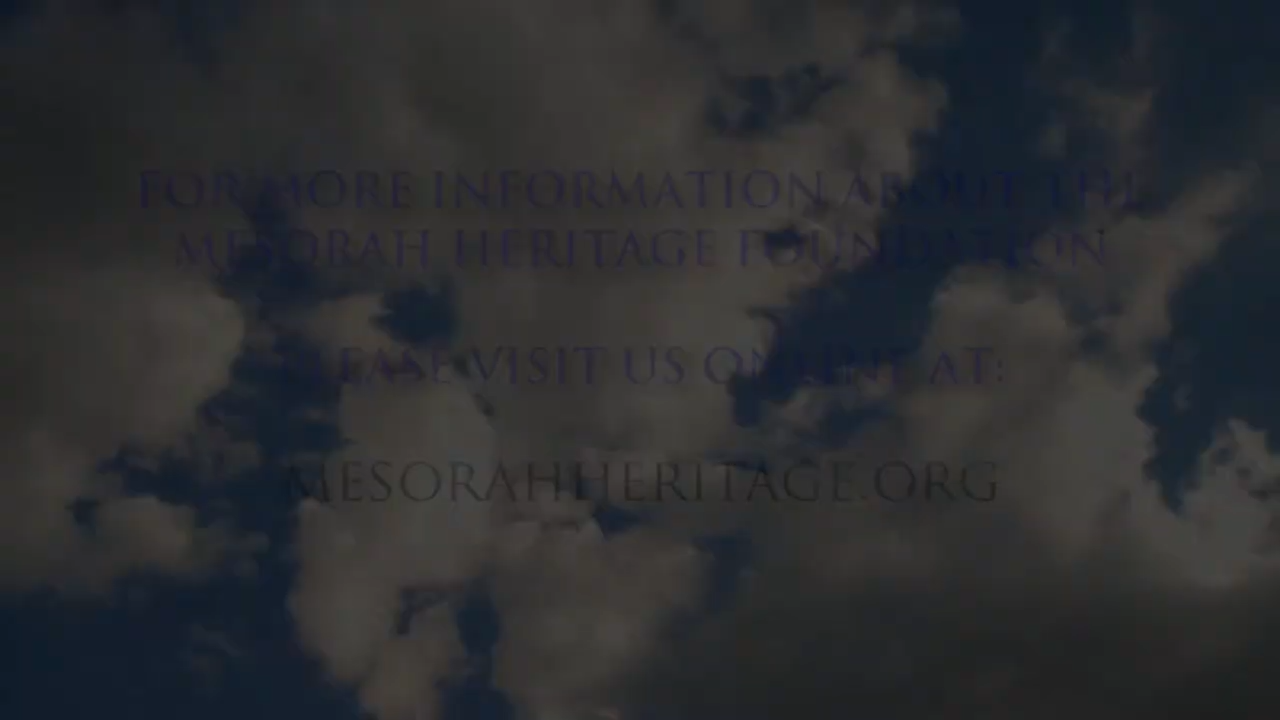 FOR MORE INFORMATION ABOUT THE
MESORAH HERITAGE FOUNDATION
PLEASE VISIT US ONLINE AT:
MESORAHHERITAGE.ORG